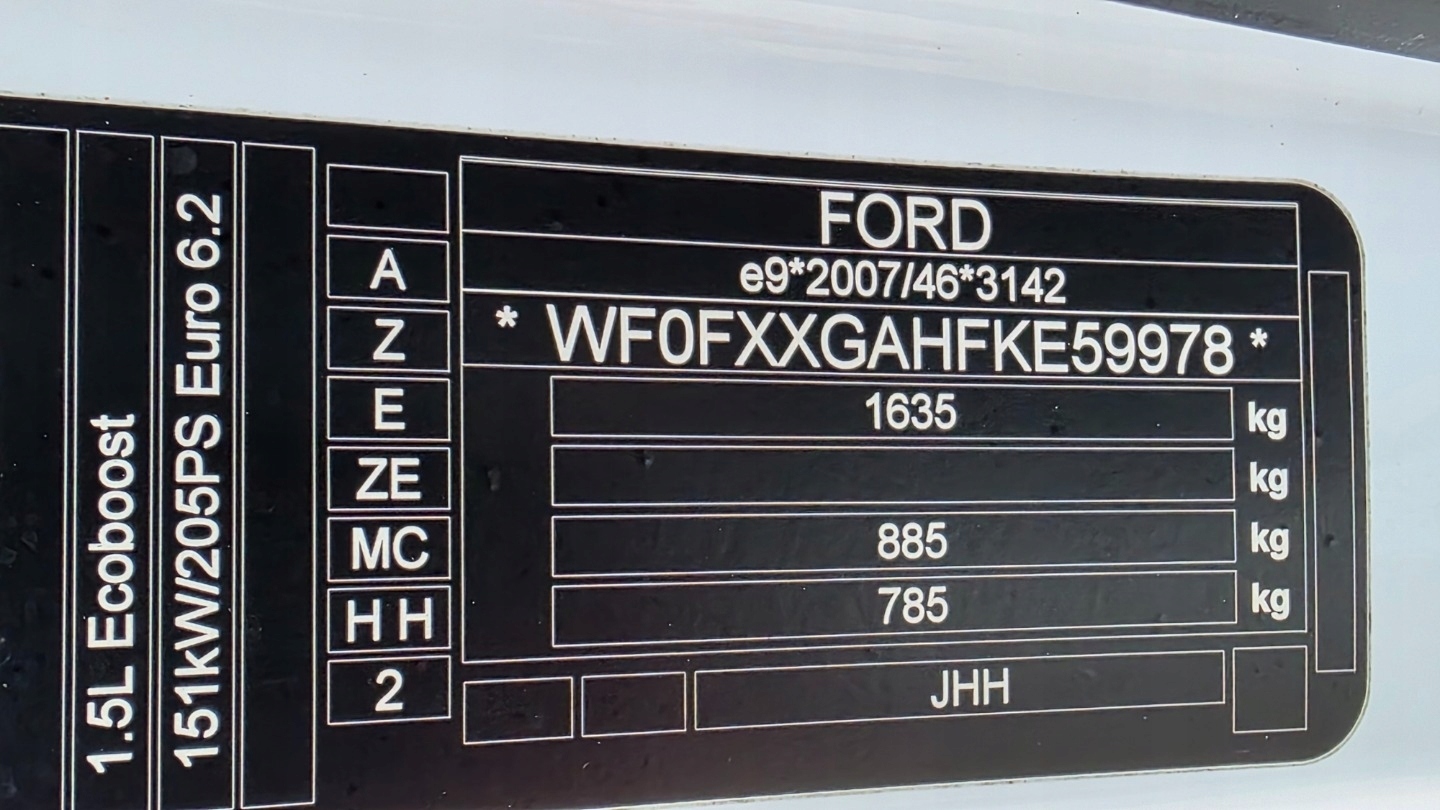 FORD
e9*2007/46*3142
* WF0FXXGAHFKE59978 *
1635 kg
kg
885 kg
785 kg
JHH
A
Z
E
ZE
MC
H H
2
151kW/205PS Euro 6.2
1.5L Ecoboost